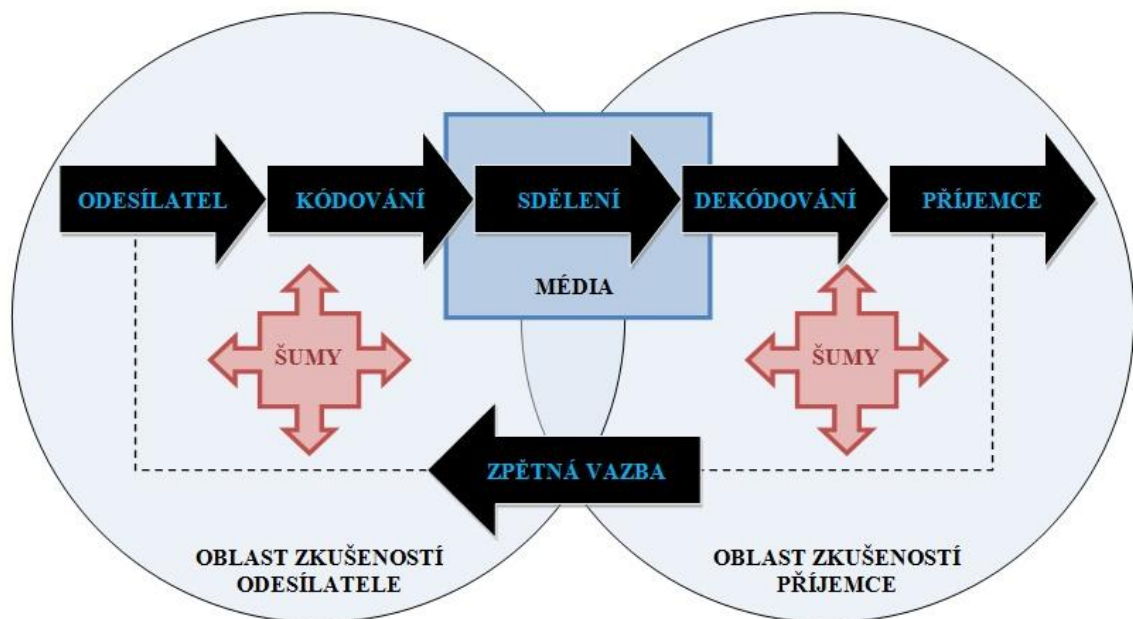 ODESÍLATEL
KÓDOVÁNÍ
SDĚLENÍ
DEKÓDOVÁNÍ
PŘÍJEMCE
MÉDIA
ŠUMY
ŠUMY
ZPĚTNÁ VAZBA
OBLAST ZKUŠENOSTÍ
ODESÍLATELE
OBLAST ZKUŠENOSTÍ
PŘÍJEMCE